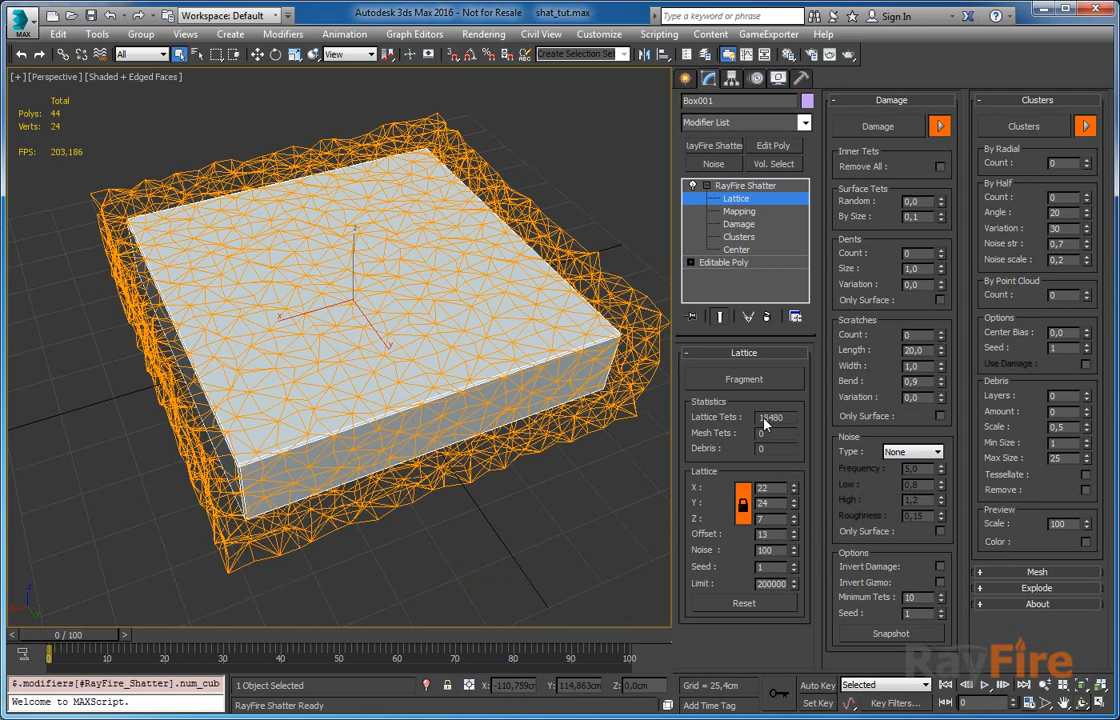 Autodesk 3ds Max 2016 - Not for Resale shat_tut.max
MAX
Workspace: Default
Type a keyword or phrase
Sign In
Edit Tools Group Views Create Modifiers Animation Graph Editors Rendering Civil View Customize Scripting Content GameExporter Help
All
View
Create Selection Set
[+] [Perspective] [Shaded + Edged Faces]
Total
Polys: 44
Verts: 24
FPS: 203,186
z
x
y
Box001
Modifier List
RayFire Shatter
Edit Poly
Noise
Vol. Select
RayFire Shatter
Lattice
Mapping
Damage
Clusters
Center
Editable Poly
Lattice
Fragment
Statistics
Lattice Tets :
Mesh Tets : 0
Debris : 0
Lattice
X : 22
Y : 24
Z : 7
Offset : 13
Noise : 100
Seed : 1
Limit : 200000
Reset
Damage
Damage
Inner Tets
Remove All :
Surface Tets
Random : 0,0
By Size : 0,1
Dents
Count : 0
Size : 1,0
Variation : 0,0
Only Surface :
Scratches
Count : 0
Length : 20,0
Width : 1,0
Bend : 0,9
Variation : 0,0
Only Surface :
Noise
Type : None
Frequency : 5,0
Low : 0,8
High : 1,2
Roughness : 0,15
Only Surface :
Options
Invert Damage:
Invert Gizmo:
Minimum Tets : 10
Seed : 1
Snapshot
Clusters
Clusters
By Radial
Count : 0
By Half
Count : 0
Angle : 20
Variation : 30
Noise str : 0,7
Noise scale : 0,2
By Point Cloud
Count : 0
Options
Center Bias : 0,0
Seed : 1
Use Damage :
Debris
Layers : 0
Amount : 0
Scale : 0,5
Min Size : 1
Max Size : 25
Tessellate :
Remove :
Preview
Scale : 100
Color :
Mesh
Explode
About
RayFire
0 / 100
0 10 20 30 40 50 60 70 80 90 100
$.modifiers[#RayFire_Shatter].num_cub
Welcome to MAXScript.
1 Object Selected
RayFire Shatter Ready
X: -110,759cm Y: 114,863cm Z: 0,0cm
Grid = 25,4cm
Add Time Tag
Auto Key
Selected
Set Key
Key Filters...
0